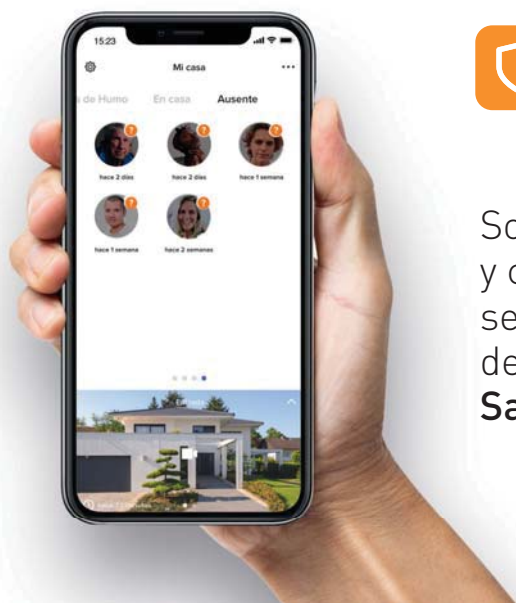 15:23
Mi casa
s de Humo En casa Ausente
? ? ?
hace 2 días hace 2 días hace 1 semana
? ?
hace 1 semana hace 2 semanas
So
y c
se
de
Sa